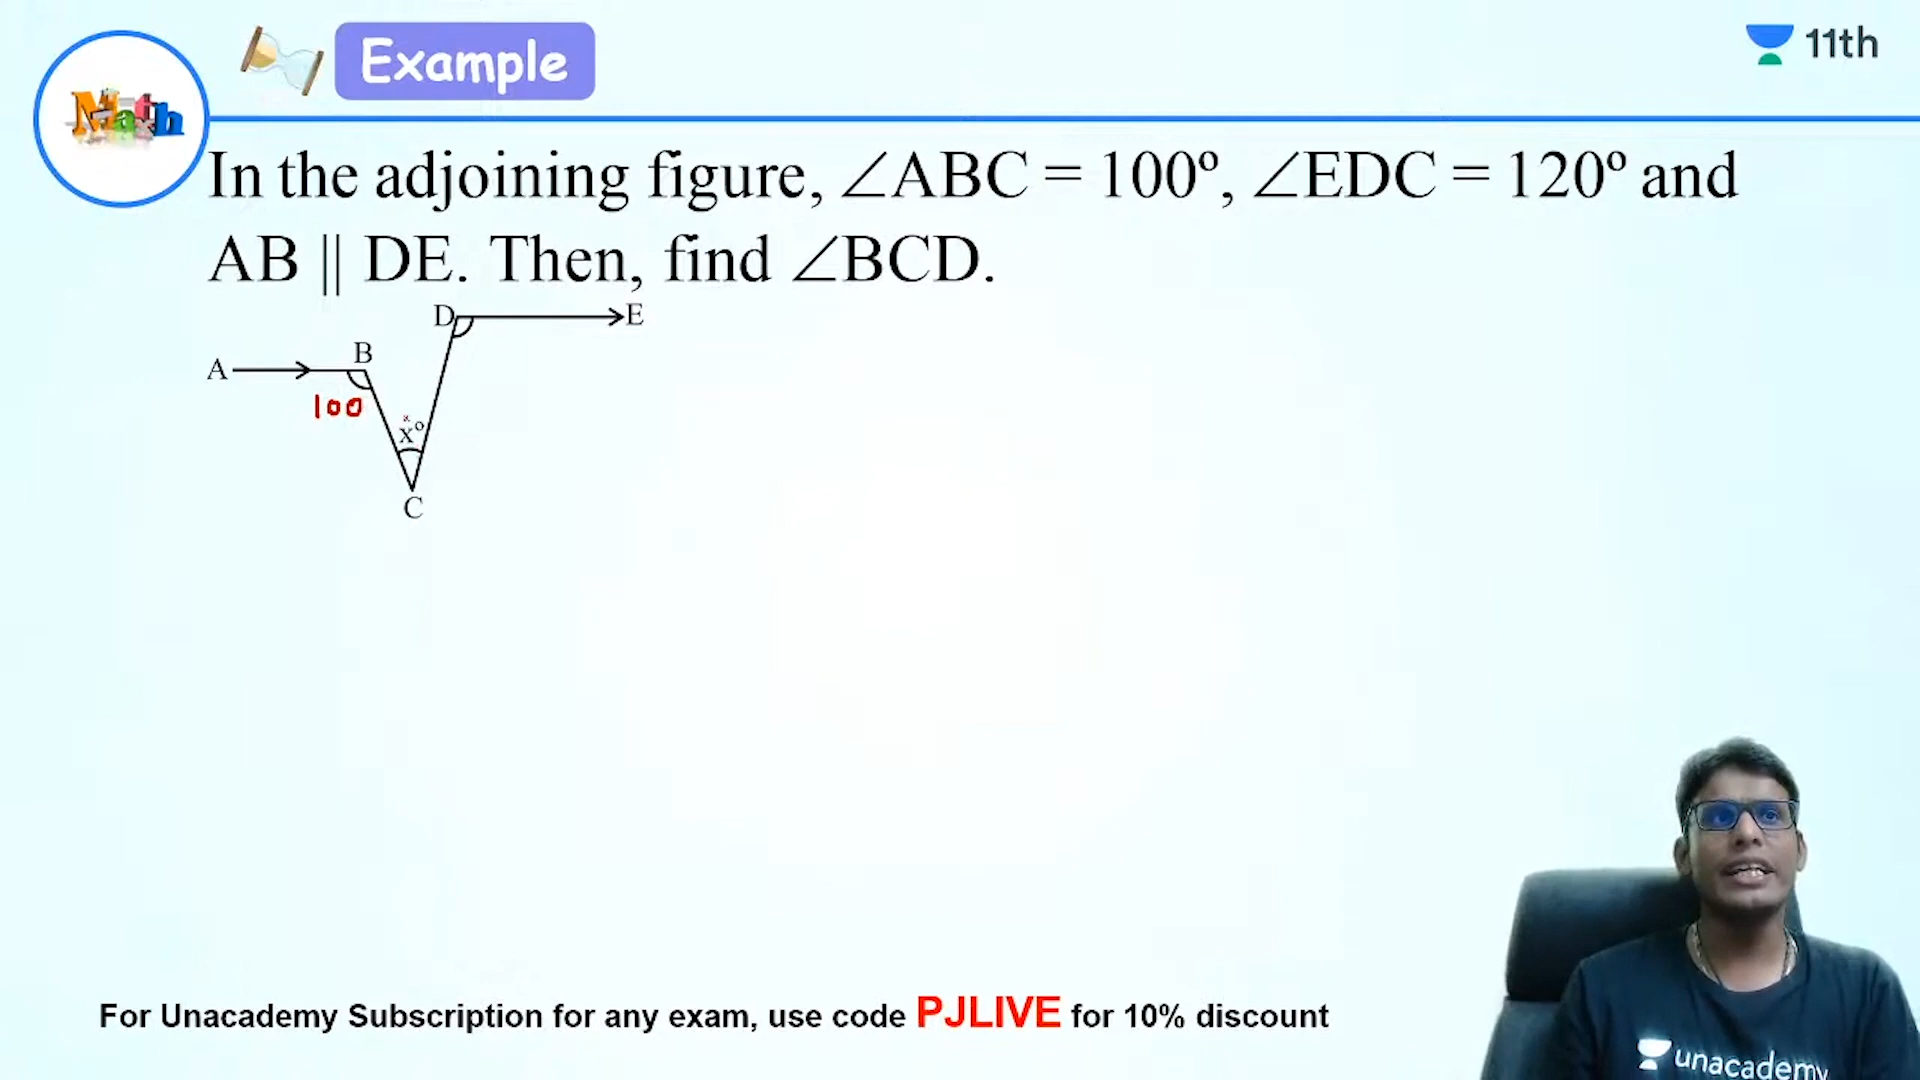 Math
Example
11th
In the adjoining figure, ∠ABC = 100º, ∠EDC = 120º and
AB || DE. Then, find ∠BCD.
D
E
B
A
100
xº
C
For Unacademy Subscription for any exam, use code PJLIVE for 10% discount
unacademy